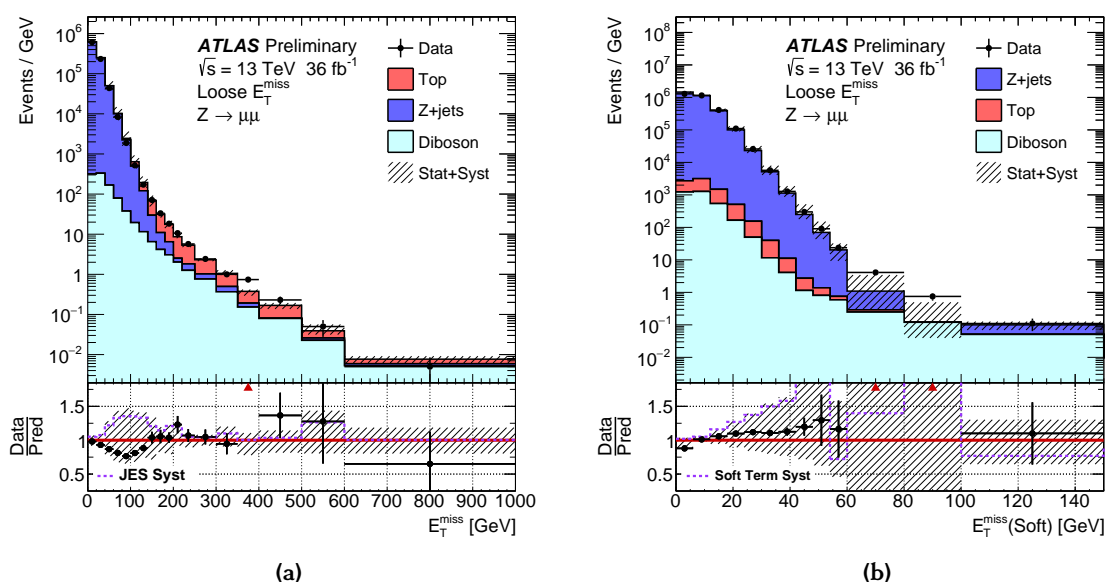 ATLAS Preliminary
√s = 13 TeV 36 fb⁻¹
Loose E_T^miss
Z → μμ
Data
Top
Z+jets
Diboson
Stat+Syst
Events / GeV
10⁶
10⁵
10⁴
10³
10²
10
1
10⁻¹
10⁻²
Data
Pred
1.5
1
0.5
JES Syst
0 100 200 300 400 500 600 700 800 900 1000
E_T^miss [GeV]
(a)
ATLAS Preliminary
√s = 13 TeV 36 fb⁻¹
Loose E_T^miss
Z → μμ
Data
Z+jets
Top
Diboson
Stat+Syst
Events / GeV
10⁸
10⁷
10⁶
10⁵
10⁴
10³
10²
10
1
10⁻¹
10⁻²
Data
Pred
1.5
1
0.5
Soft Term Syst
0 20 40 60 80 100 120 140
E_T^miss(Soft) [GeV]
(b)